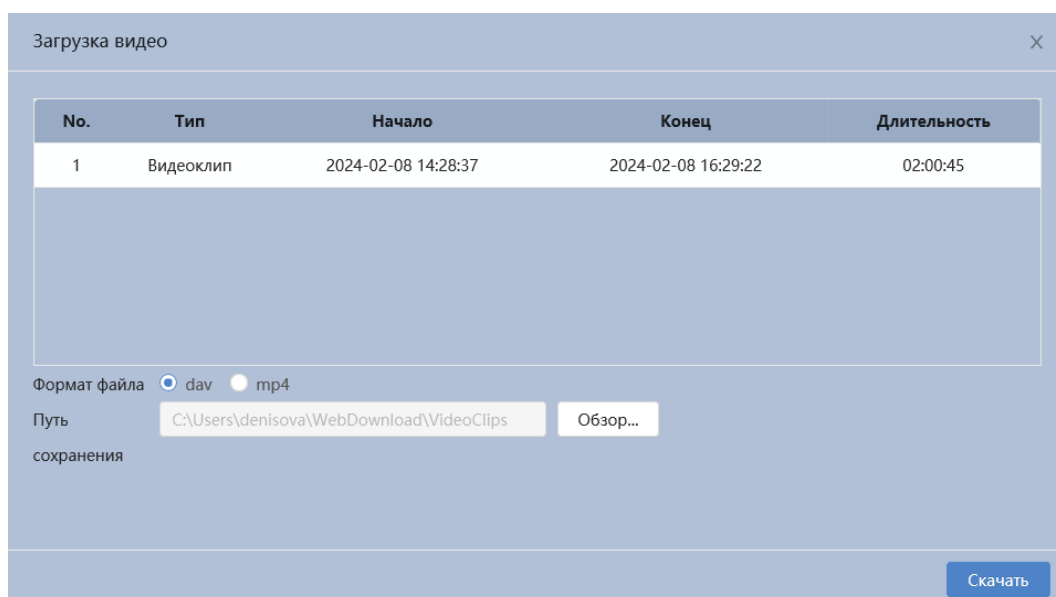 Загрузка видео
No. Тип Начало Конец Длительность
1 Видеоклип 2024-02-08 14:28:37 2024-02-08 16:29:22 02:00:45
Формат файла dav mp4
Путь C:\Users\denisova\WebDownload\VideoClips Обзор...
сохранения
Скачать